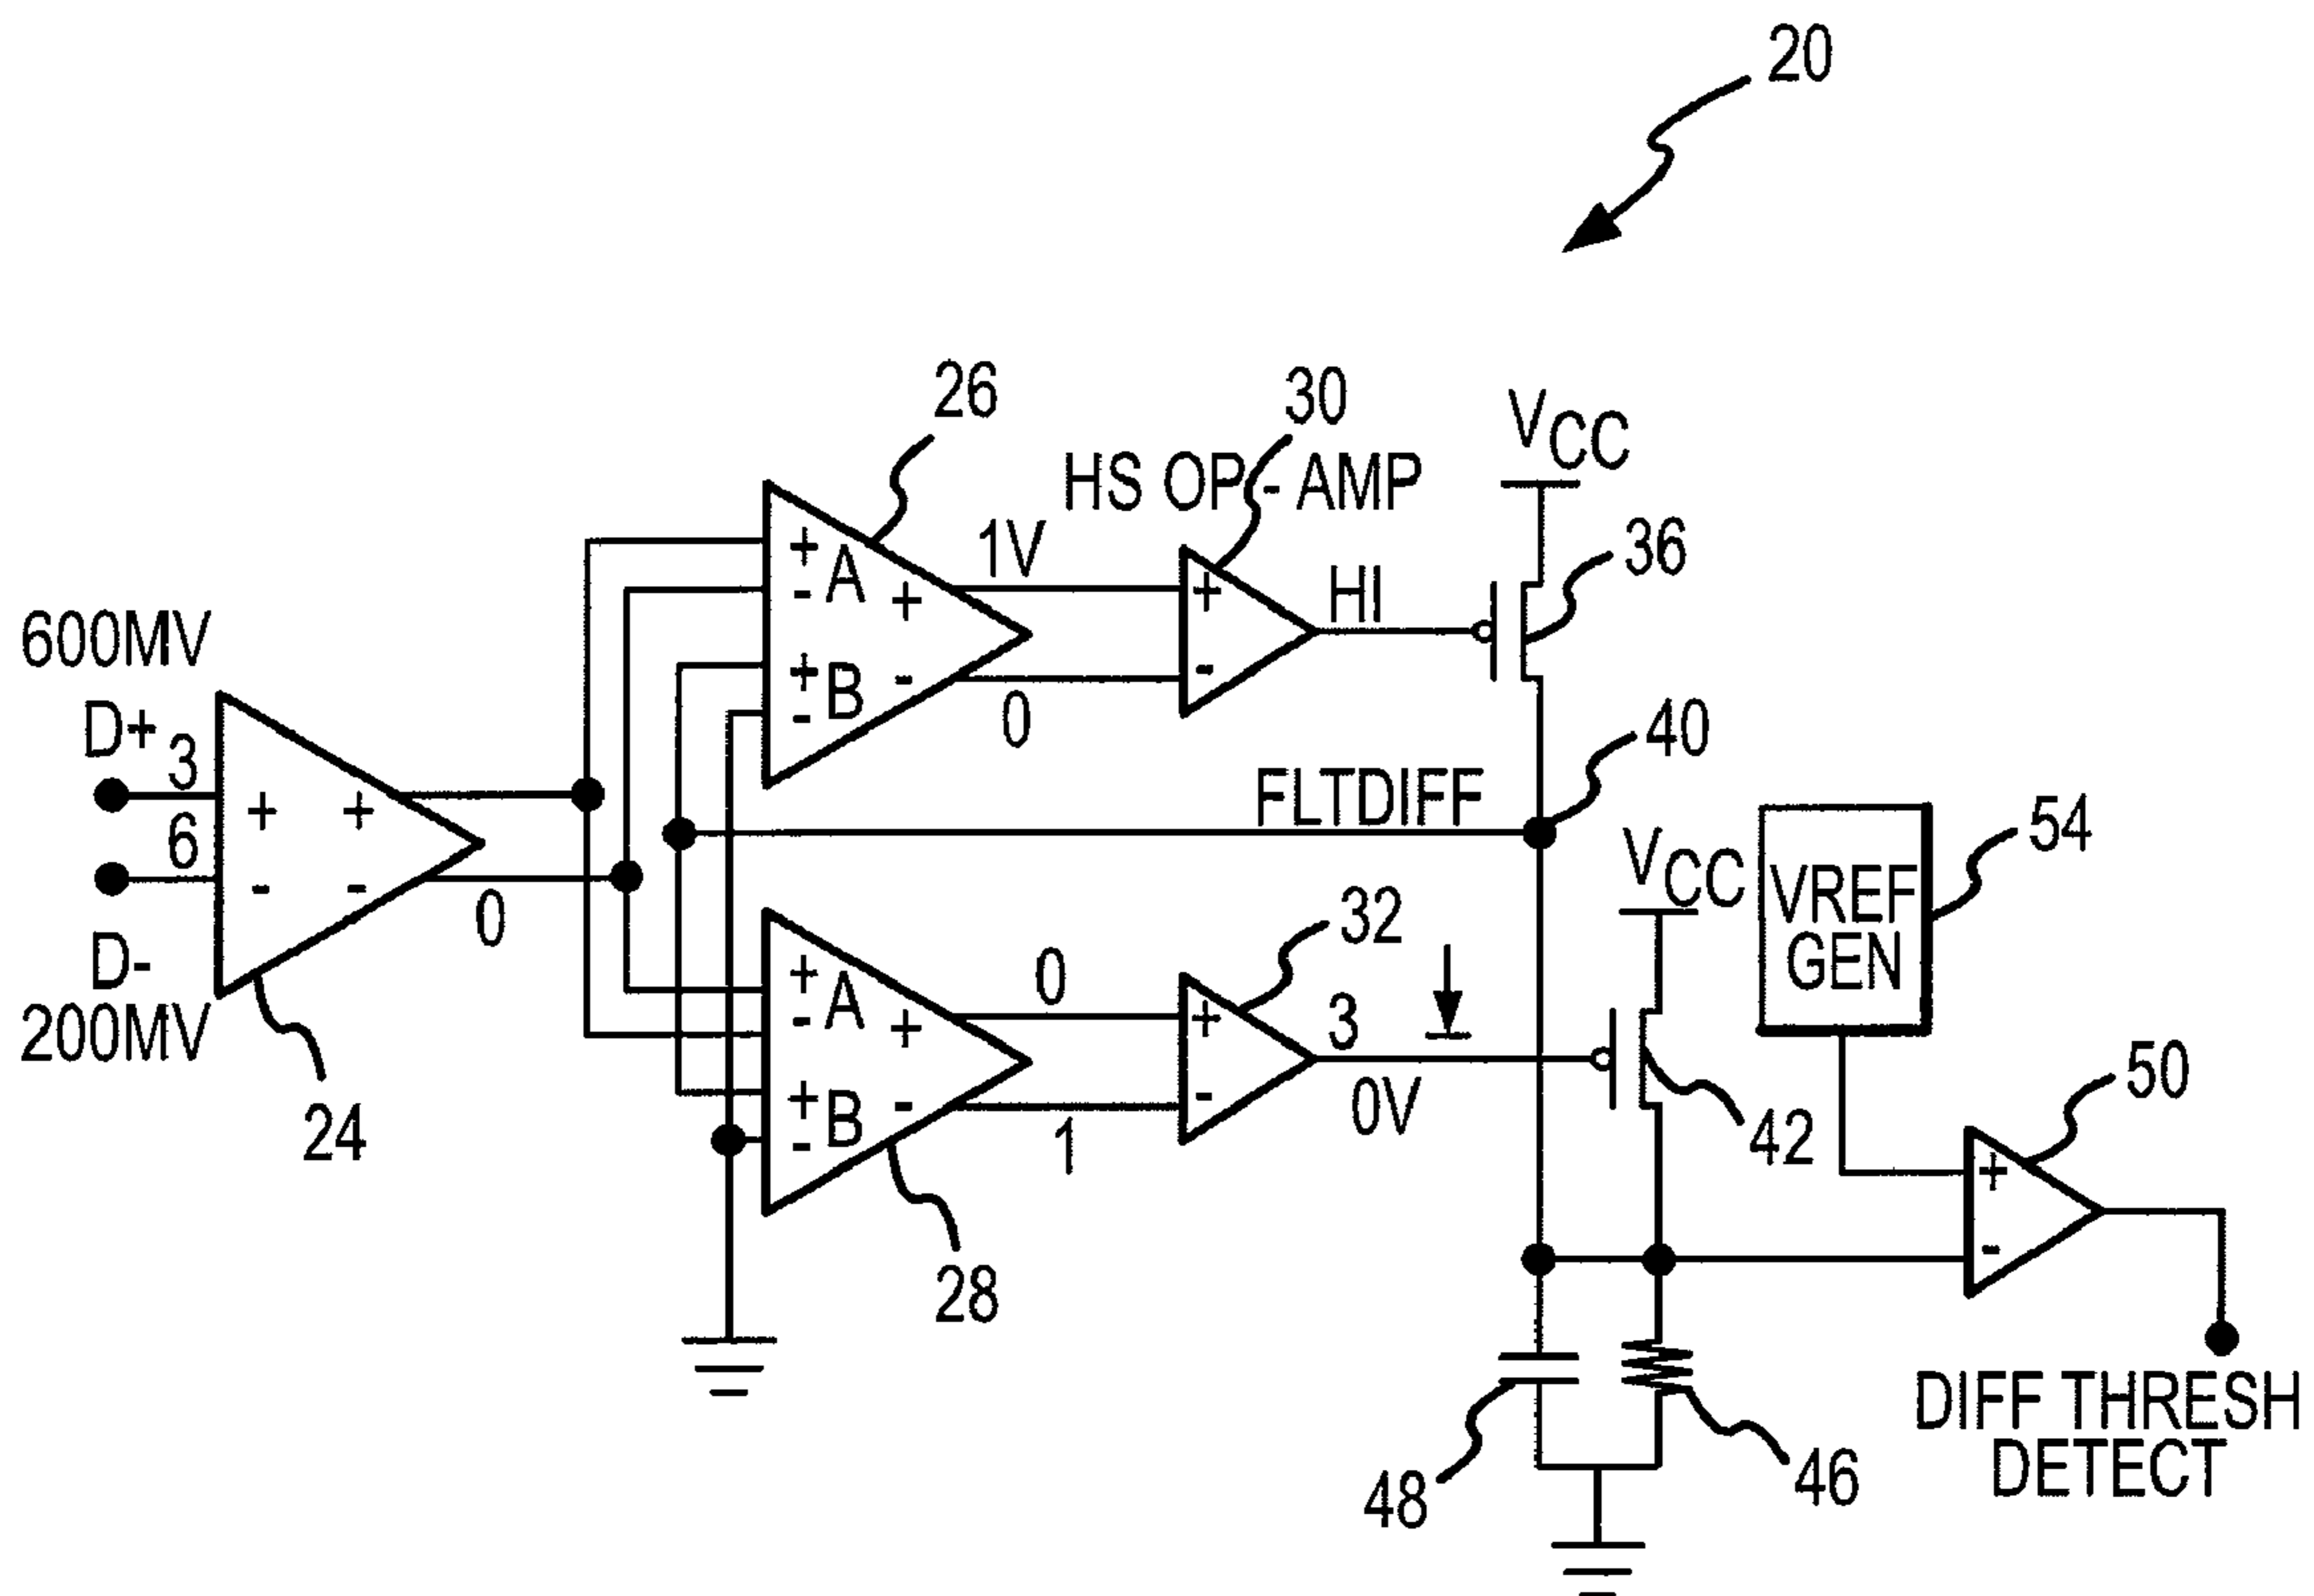 20
26
30
HS OP - AMP
VCC
36
1V
HI
+
-
A
+
-
B
+
-
0
+
-
600MV
D+
3
6
D-
200MV
+
-
+
-
0
24
40
FLTDIFF
VCC
54
VREF
GEN
32
0
+
-
A
+
-
B
+
-
1
+
-
3
0V
42
50
28
+
-
48
46
DIFF THRESH
DETECT